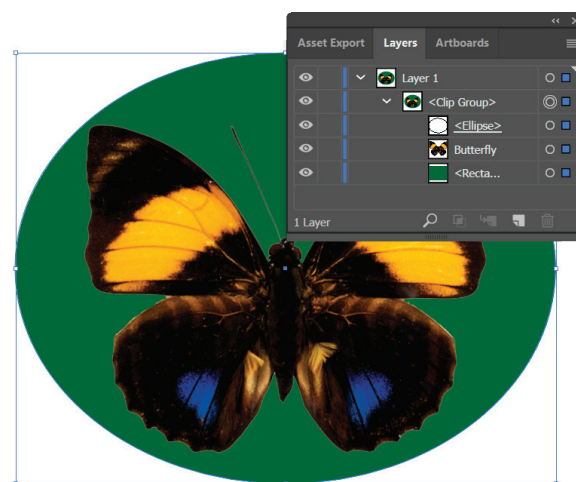 Asset Export Layers Artboards
Layer 1
<Clip Group>
<Ellipse>
Butterfly
<Recta...
1 Layer